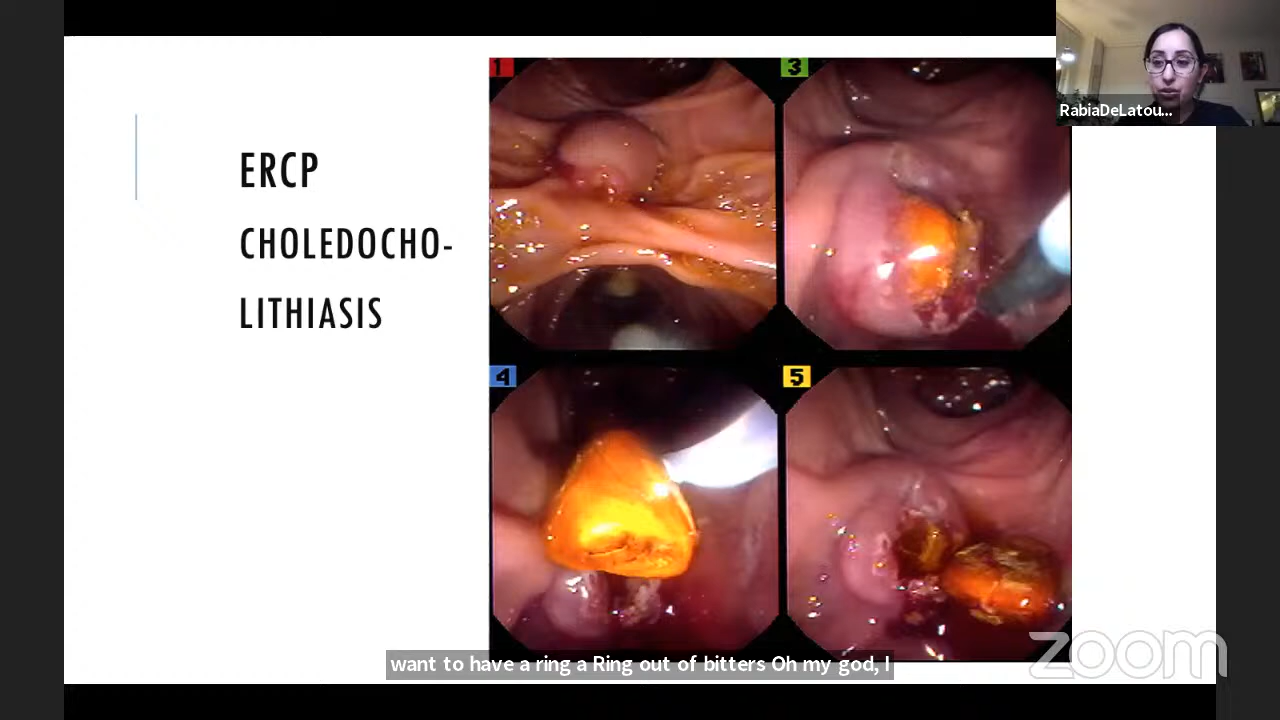 1
3
RabiaDeLatou...
ERCP
CHOLEDOCHO-
LITHIASIS
4
5
want to have a ring a Ring out of bitters Oh my god, I
zoom